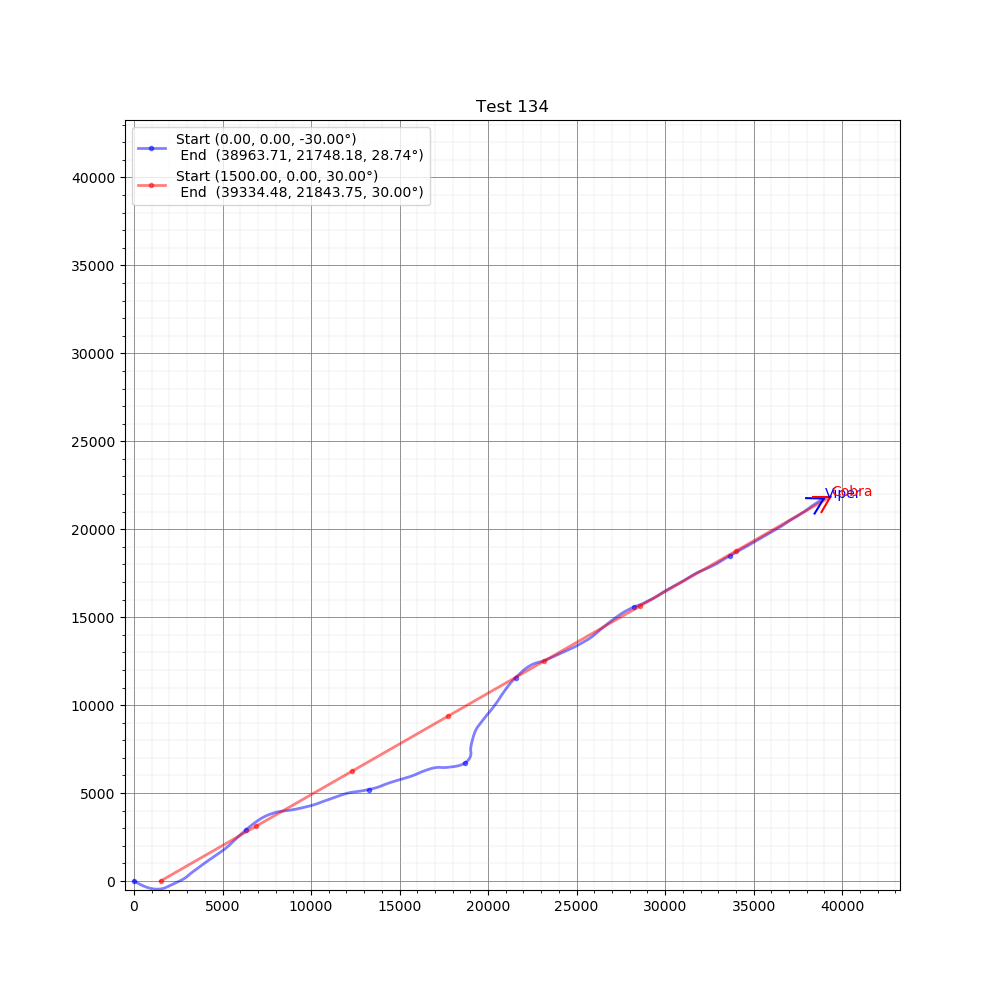 Test 134
Start (0.00, 0.00, -30.00°)
End  (38963.71, 21748.18, 28.74°)
Start (1500.00, 0.00, 30.00°)
End  (39334.48, 21843.75, 30.00°)
40000
35000
30000
25000
20000
15000
10000
5000
0
Viper
Cobra
0 5000 10000 15000 20000 25000 30000 35000 40000